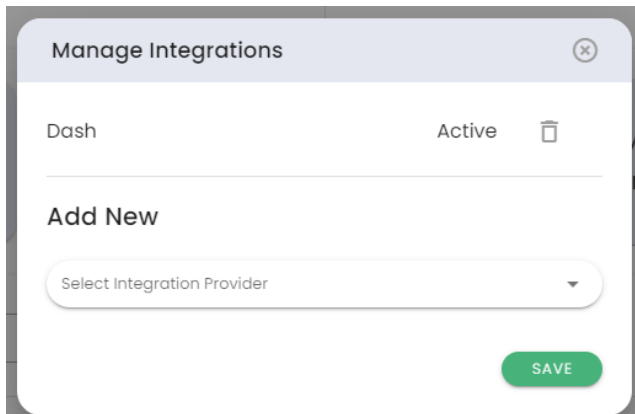 Manage Integrations
Dash Active
Add New
Select Integration Provider
SAVE